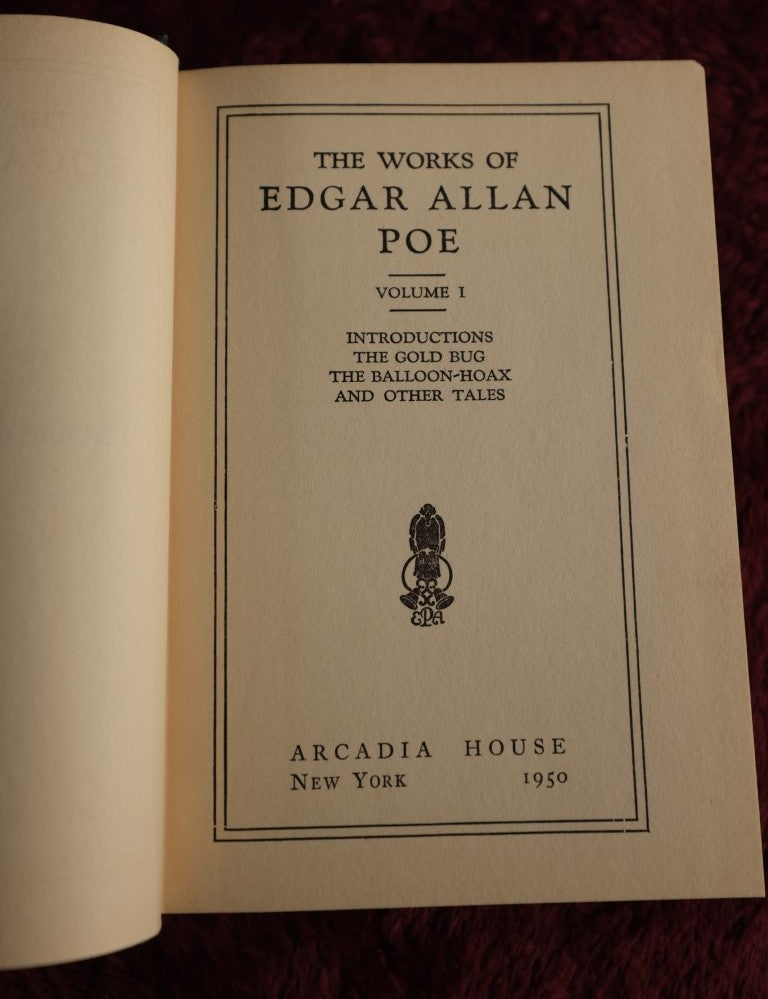 THE WORKS OF
EDGAR ALLAN
POE
VOLUME I
INTRODUCTIONS
THE GOLD BUG
THE BALLOON-HOAX
AND OTHER TALES
EPA
ARCADIA HOUSE
NEW YORK 1950